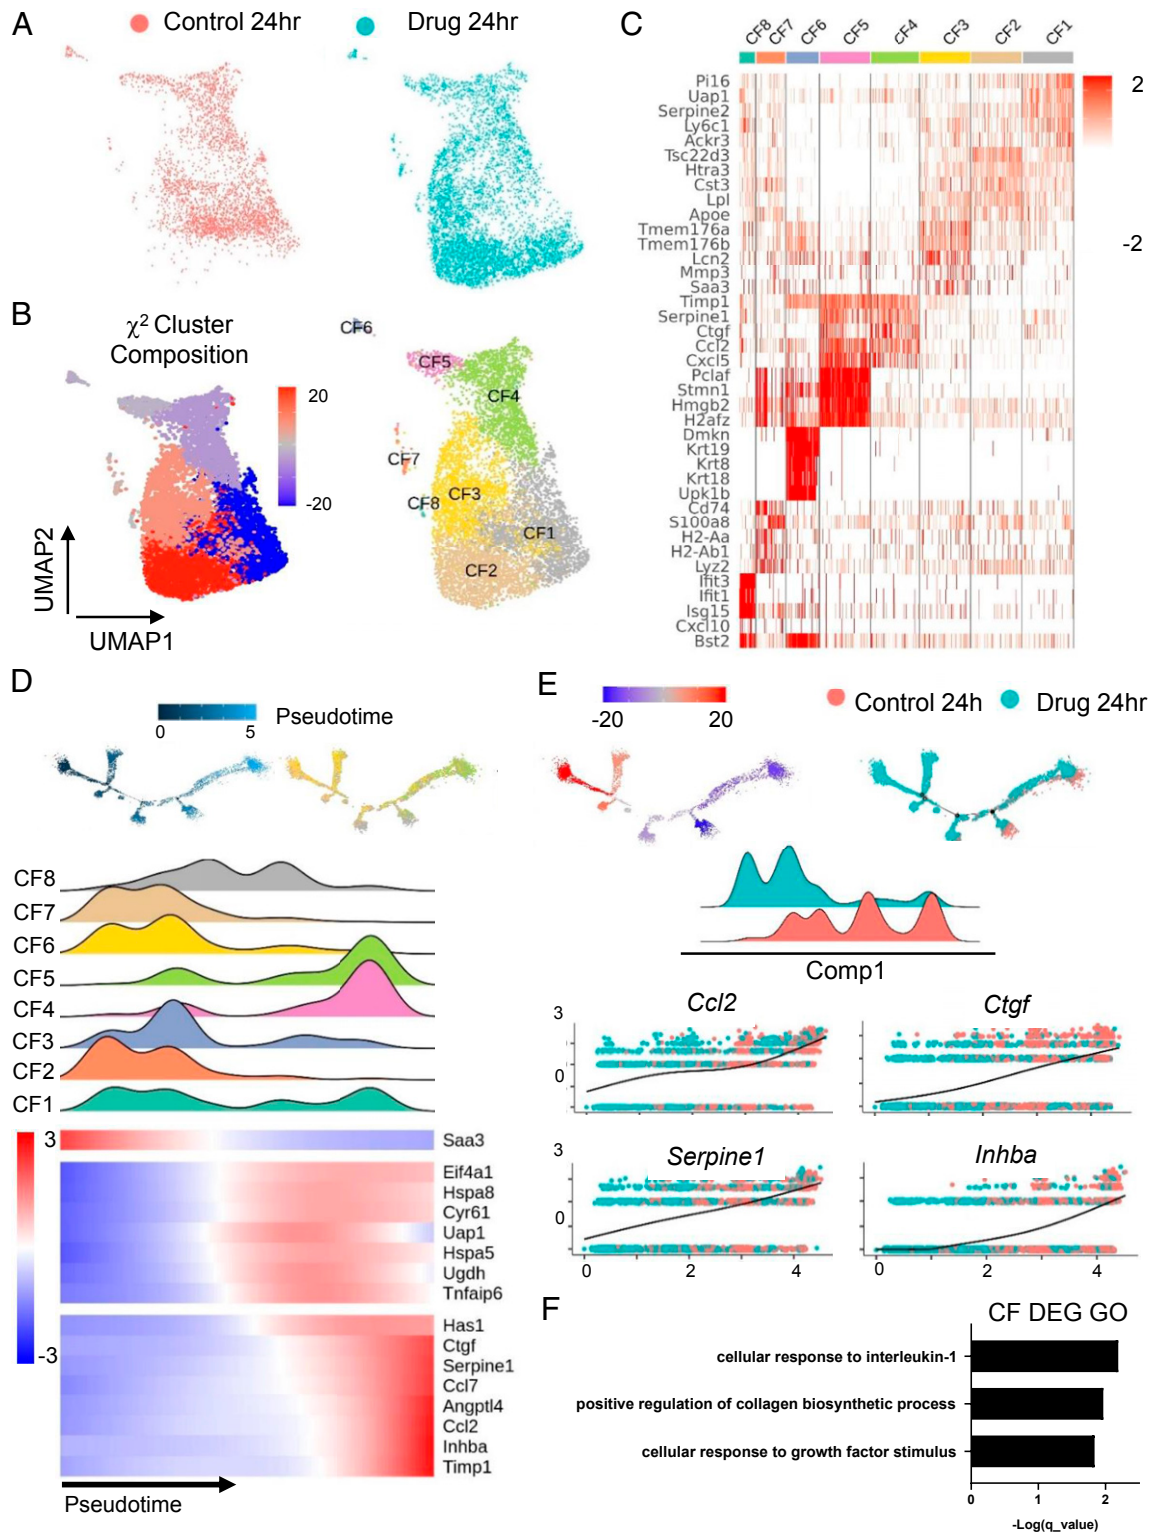 A
Control 24hr
Drug 24hr
B
χ² Cluster
Composition
20
-20
UMAP2
UMAP1
CF6
CF5
CF4
CF7
CF3
CF8
CF1
CF2
C
CF8 CF7 CF6 CF5 CF4 CF3 CF2 CF1
2
-2
Pi16
Uap1
Serpine2
Ly6c1
Ackr3
Tsc22d3
Htra3
Cst3
Lpl
Apoe
Tmem176a
Tmem176b
Lcn2
Mmp3
Saa3
Timp1
Serpine1
Ctgf
Ccl2
Cxcl5
Pclaf
Stmn1
Hmgb2
H2afz
Dmkn
Krt19
Krt8
Krt18
Upk1b
Cd74
S100a8
H2-Aa
H2-Ab1
Lyz2
Ifit3
Ifit1
Isg15
Cxcl10
Bst2
D
0 5
Pseudotime
CF8
CF7
CF6
CF5
CF4
CF3
CF2
CF1
3
-3
Saa3
Eif4a1
Hspa8
Cyr61
Uap1
Hspa5
Ugdh
Tnfaip6
Has1
Ctgf
Serpine1
Ccl7
Angptl4
Ccl2
Inhba
Timp1
Pseudotime
E
-20 20
Control 24h
Drug 24hr
Comp1
Ccl2
Ctgf
3
0
Serpine1
Inhba
3
0
0 2 4
0 2 4
F
CF DEG GO
cellular response to interleukin-1
positive regulation of collagen biosynthetic process
cellular response to growth factor stimulus
0 1 2
-Log(q_value)